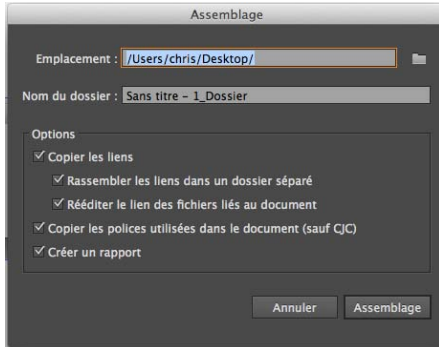 Assemblage
Emplacement : /Users/chris/Desktop/
Nom du dossier : Sans titre - 1_Dossier
Options
Copier les liens
Rassembler les liens dans un dossier séparé
Rééditer le lien des fichiers liés au document
Copier les polices utilisées dans le document (sauf CJC)
Créer un rapport
Annuler Assemblage